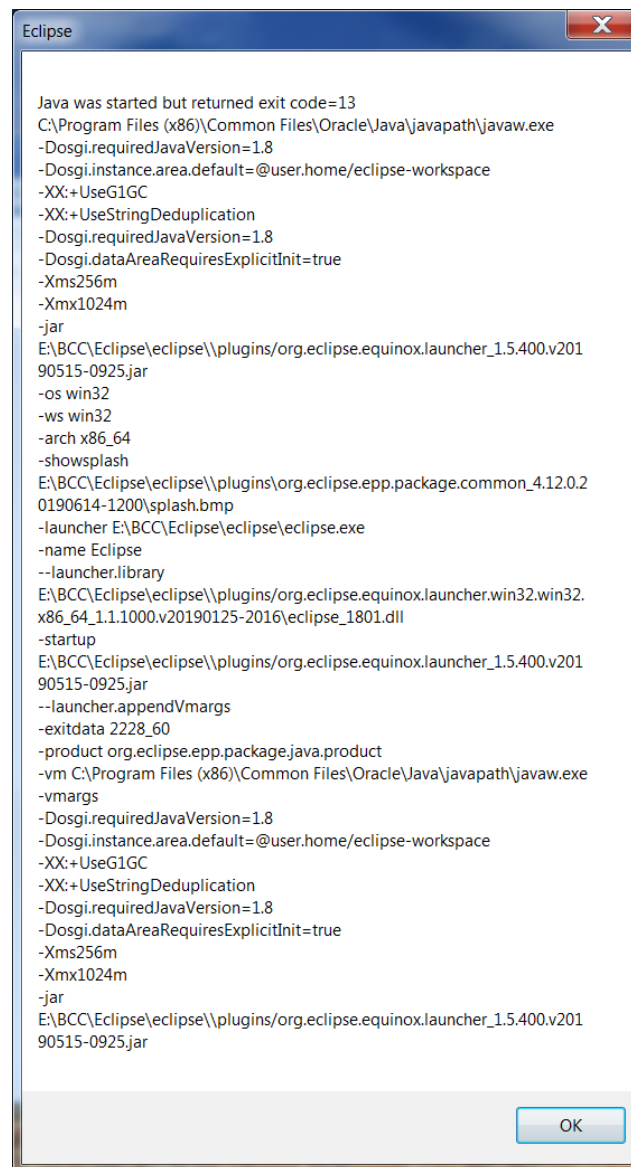 Eclipse
Java was started but returned exit code=13
C:\Program Files (x86)\Common Files\Oracle\Java\javapath\javaw.exe
-Dosgi.requiredJavaVersion=1.8
-Dosgi.instance.area.default=@user.home/eclipse-workspace
-XX:+UseG1GC
-XX:+UseStringDeduplication
-Dosgi.requiredJavaVersion=1.8
-Dosgi.dataAreaRequiresExplicitInit=true
-Xms256m
-Xmx1024m
-jar
E:\BCC\Eclipse\eclipse\\plugins/org.eclipse.equinox.launcher_1.5.400.v201
90515-0925.jar
-os win32
-ws win32
-arch x86_64
-showsplash
E:\BCC\Eclipse\eclipse\\plugins\org.eclipse.epp.package.common_4.12.0.2
0190614-1200\splash.bmp
-launcher E:\BCC\Eclipse\eclipse\eclipse.exe
-name Eclipse
--launcher.library
E:\BCC\Eclipse\eclipse\\plugins/org.eclipse.equinox.launcher.win32.win32.
x86_64_1.1.1000.v20190125-2016\eclipse_1801.dll
-startup
E:\BCC\Eclipse\eclipse\\plugins/org.eclipse.equinox.launcher_1.5.400.v201
90515-0925.jar
--launcher.appendVmargs
-exitdata 2228_60
-product org.eclipse.epp.package.java.product
-vm C:\Program Files (x86)\Common Files\Oracle\Java\javapath\javaw.exe
-vmargs
-Dosgi.requiredJavaVersion=1.8
-Dosgi.instance.area.default=@user.home/eclipse-workspace
-XX:+UseG1GC
-XX:+UseStringDeduplication
-Dosgi.requiredJavaVersion=1.8
-Dosgi.dataAreaRequiresExplicitInit=true
-Xms256m
-Xmx1024m
-jar
E:\BCC\Eclipse\eclipse\\plugins/org.eclipse.equinox.launcher_1.5.400.v201
90515-0925.jar
OK